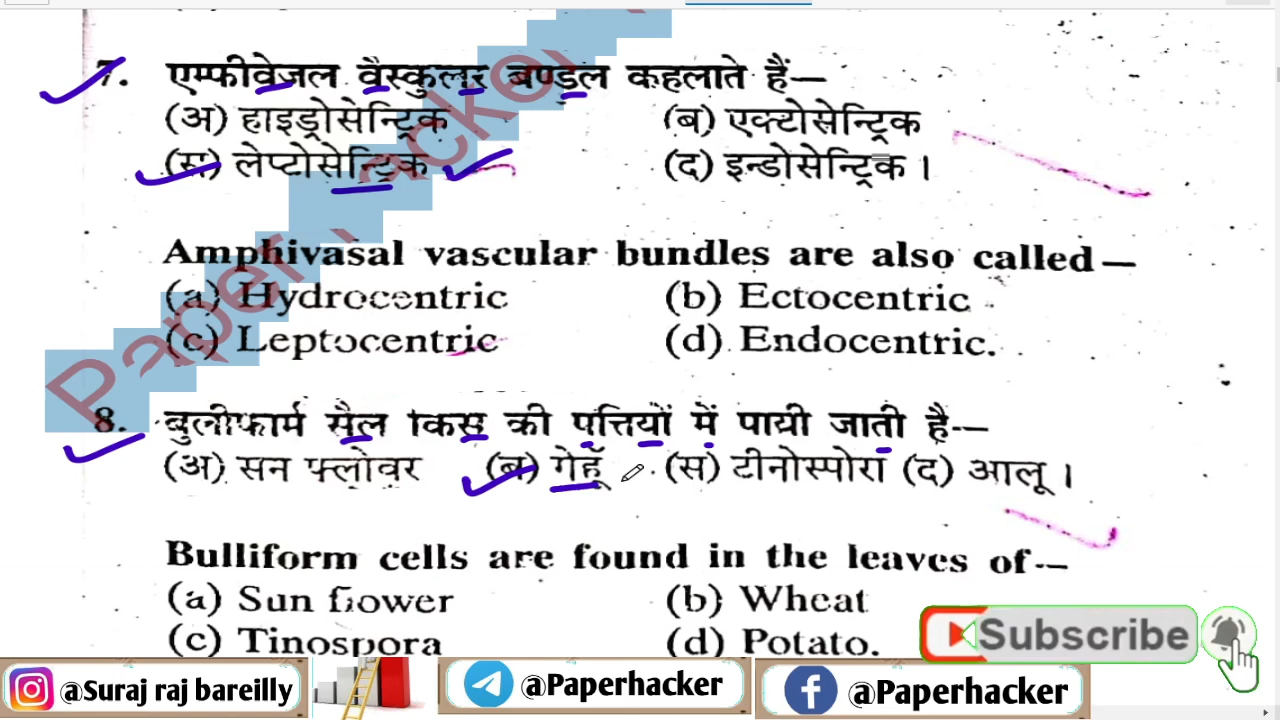 7. एम्फीवेजल वैस्कुलर बण्डल कहलाते हैं—
(अ) हाइड्रोसेन्ट्रिक (ब) एक्टोसेन्ट्रिक
(स) लेप्टोसेन्ट्रिक (द) इन्डोसेन्ट्रिक ।
Amphivasal vascular bundles are also called—
(a) Hydrocentric (b) Ectocentric
(c) Leptocentric (d) Endocentric.
8. बुलीफार्म सैल किस की पत्तियों में पायी जाती है—
(अ) सन फ्लोवर (ब) गेहूँ (स) टीनोस्पोरा (द) आलू ।
Bulliform cells are found in the leaves of—
(a) Sun flower (b) Wheat
(c) Tinospora (d) Potato.
Paper hacker
Subscribe
@Suraj raj bareilly
@Paperhacker
@Paperhacker